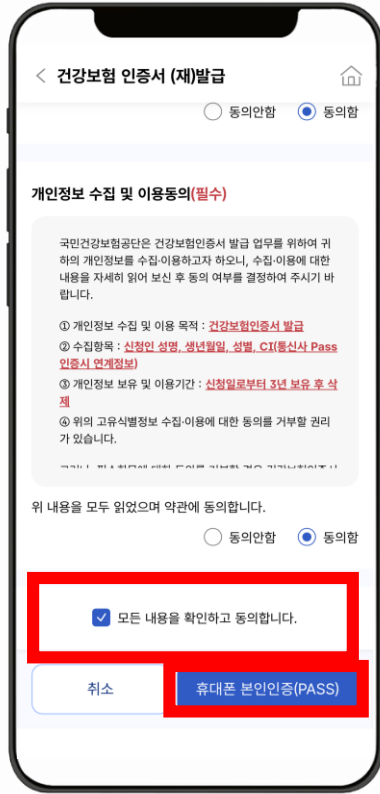 건강보험 인증서 (재)발급
동의안함 동의함
개인정보 수집 및 이용동의(필수)
국민건강보험공단은 건강보험인증서 발급 업무를 위하여 귀
하의 개인정보를 수집·이용하고자 하오니, 수집·이용에 대한
내용을 자세히 읽어 보신 후 동의 여부를 결정하여 주시기 바
랍니다.
① 개인정보 수집 및 이용 목적 : 건강보험인증서 발급
② 수집항목 : 신청인 성명, 생년월일, 성별, CI(통신사 Pass
인증시 연계정보)
③ 개인정보 보유 및 이용기간 : 신청일로부터 3년 보유 후 삭
제
④ 위의 고유식별정보 수집·이용에 대한 동의를 거부할 권리
가 있습니다.
위 내용을 모두 읽었으며 약관에 동의합니다.
동의안함 동의함
모든 내용을 확인하고 동의합니다.
취소 휴대폰 본인인증(PASS)